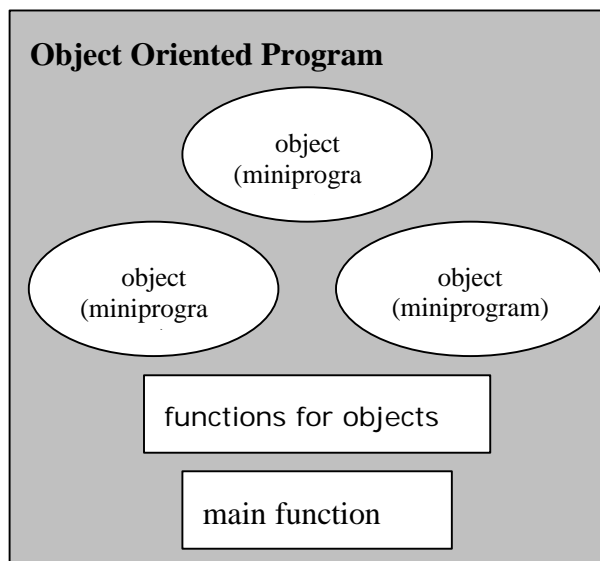 Object Oriented Program
object
(miniprogra
object
(miniprogra
object
(miniprogram)
functions for objects
main function